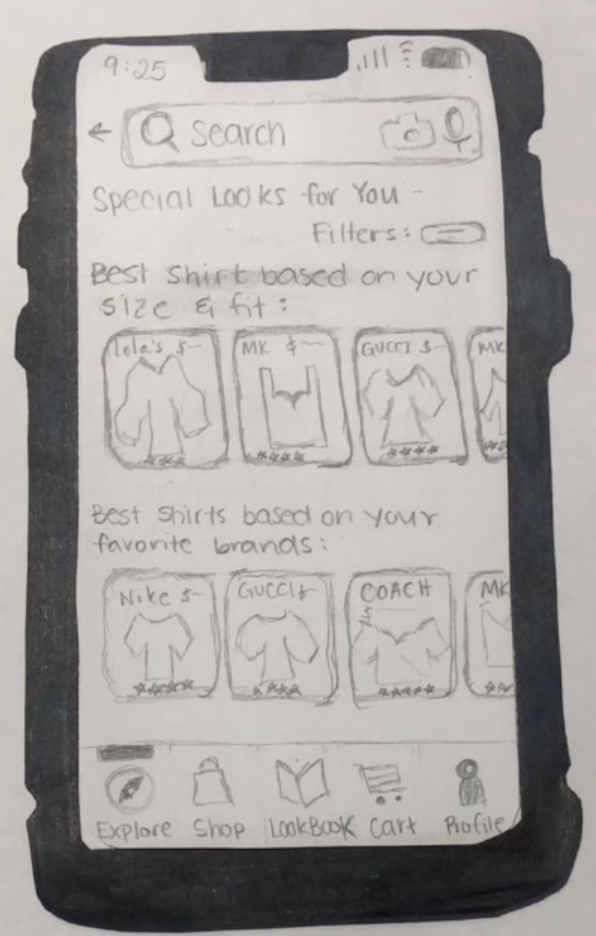 9:25
Search
Special Looks for You -
Filters:
Best shirt based on your
size & fit:
Lola's $
MK $
GUCCI $
MK
Best Shirts based on your
favorite brands:
Nike $
GUCCI $
COACH
$
MK
Explore
Shop
LookBook
Cart
Profile